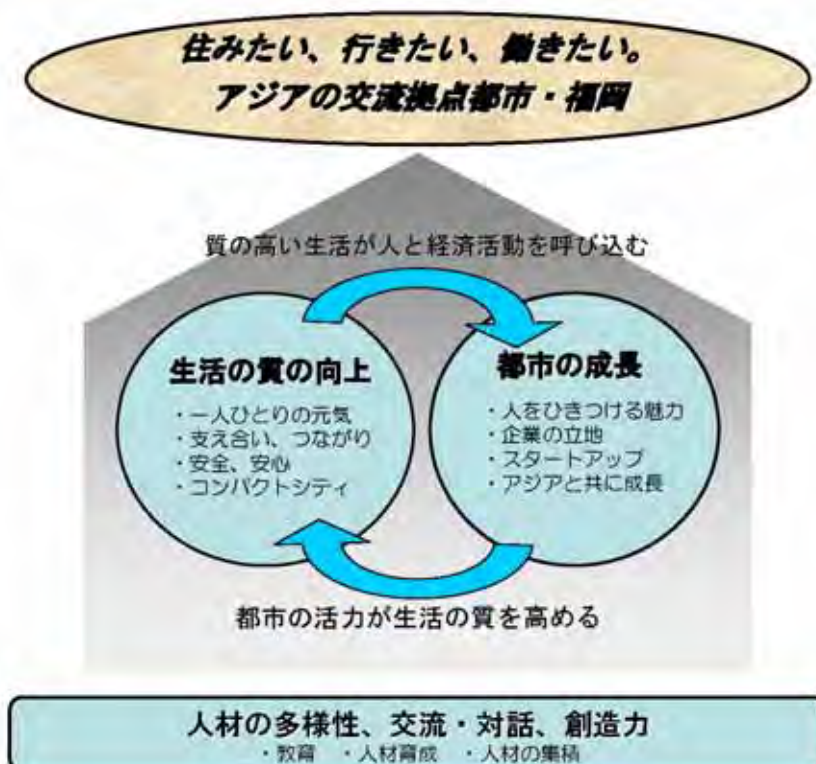 住みたい、行きたい、働きたい。
アジアの交流拠点都市・福岡
質の高い生活が人と経済活動を呼び込む
生活の質の向上
・一人ひとりの元気
・支え合い、つながり
・安全、安心
・コンパクトシティ
都市の成長
・人をひきつける魅力
・企業の立地
・スタートアップ
・アジアと共に成長
都市の活力が生活の質を高める
人材の多様性、交流・対話、創造力
・教育 ・人材育成 ・人材の集積